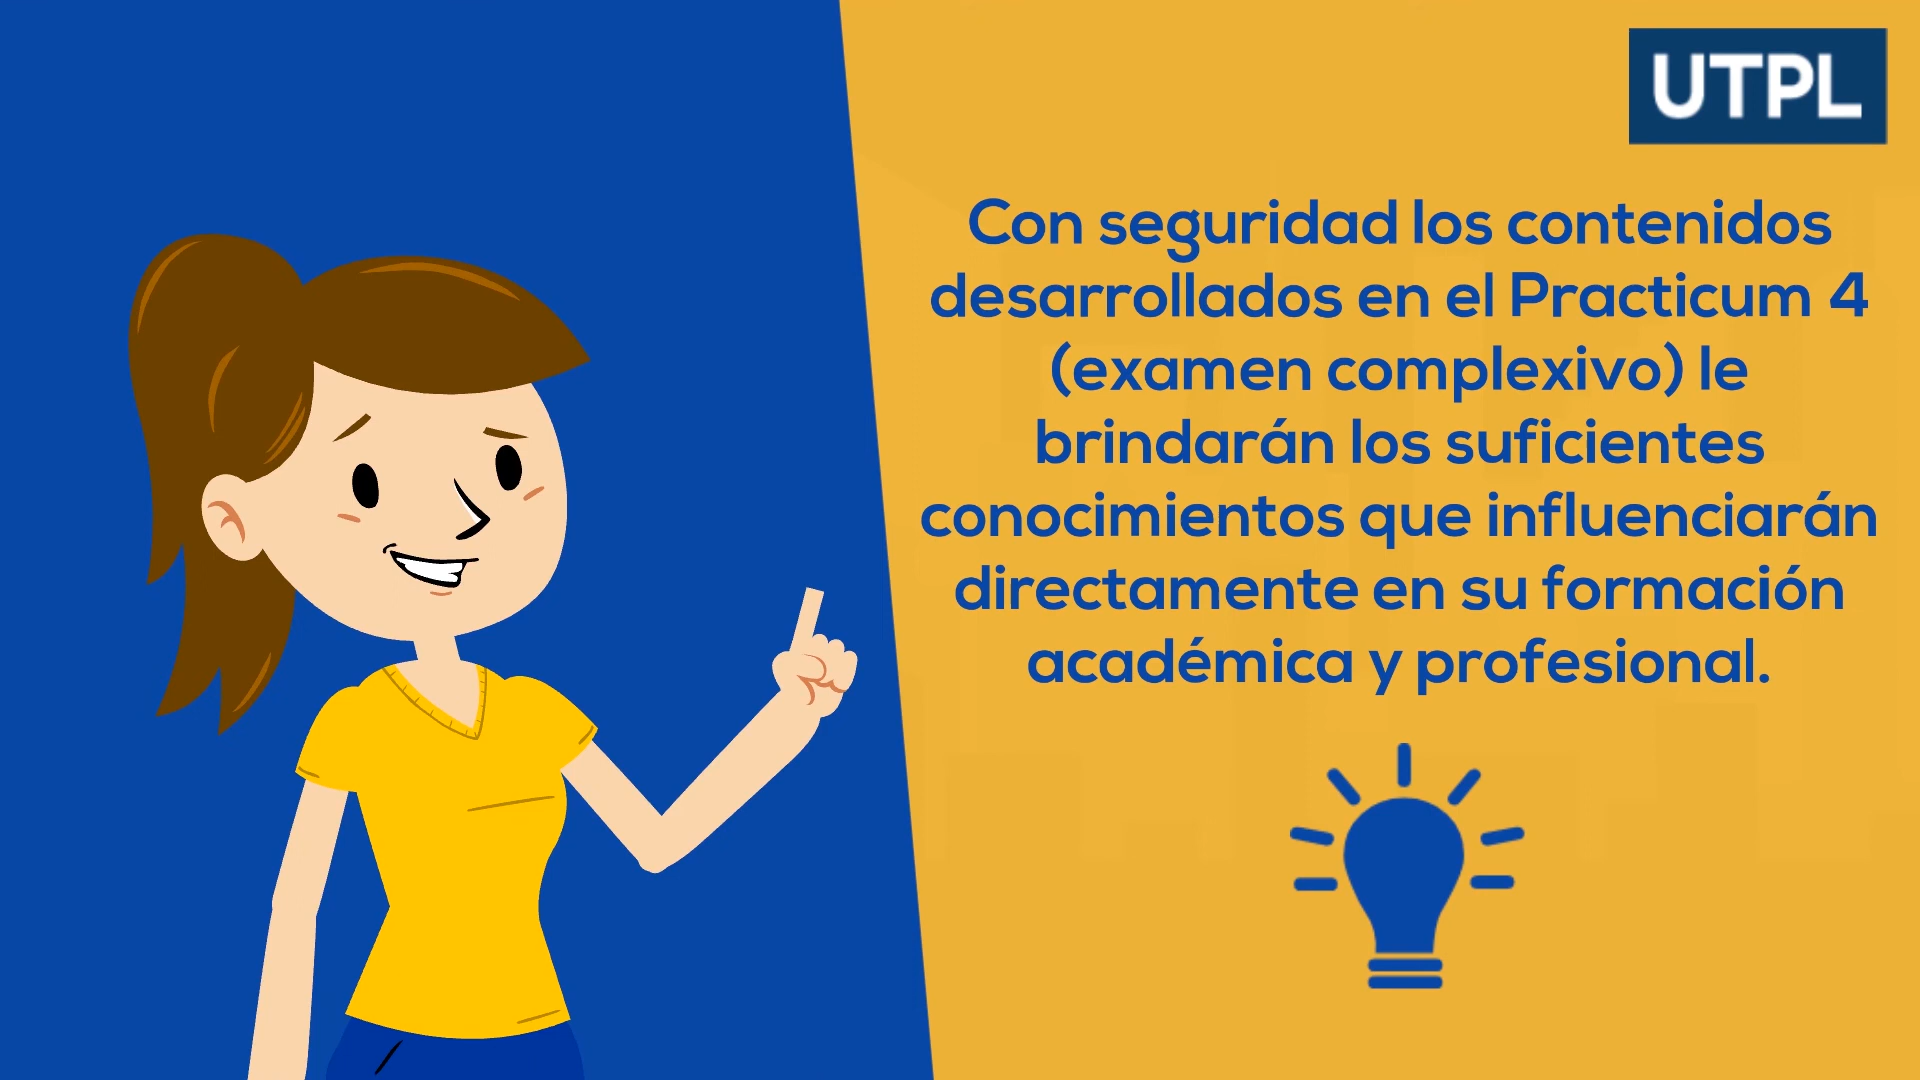 UTPL
Con seguridad los contenidos
desarrollados en el Practicum 4
(examen complexivo) le
brindarán los suficientes
conocimientos que influenciarán
directamente en su formación
académica y profesional.